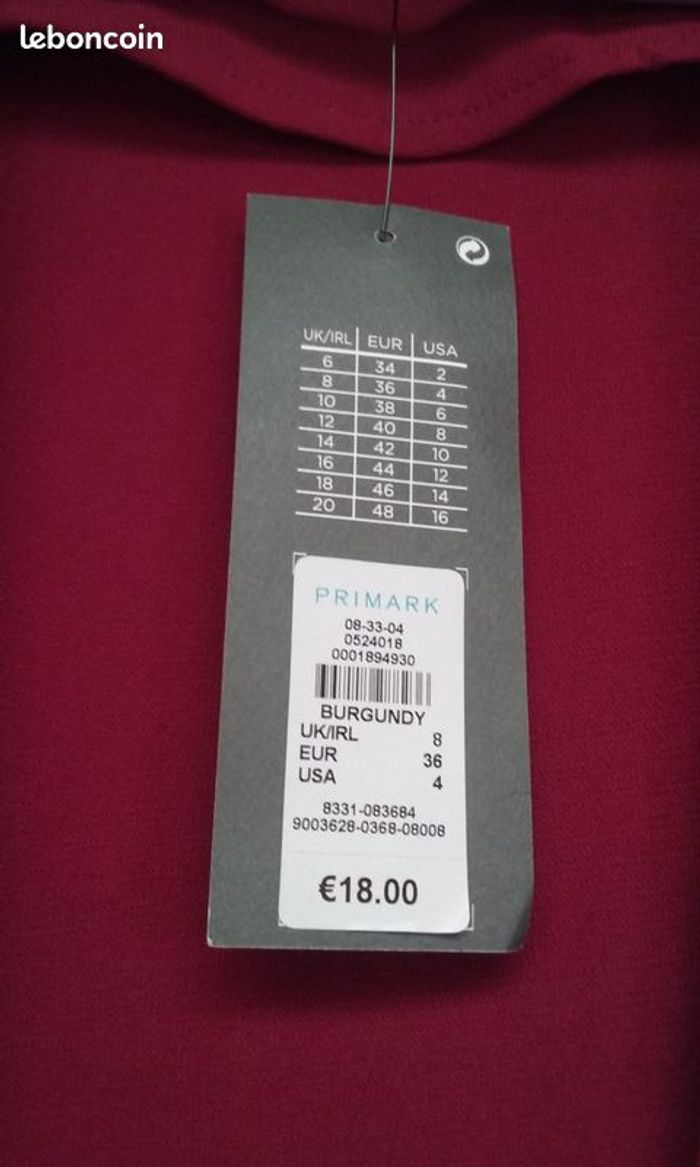 leboncoin
UK/IRL EUR USA
6 34 2
8 36 4
10 38 6
12 40 8
14 42 10
16 44 12
18 46 14
20 48 16
PRIMARK
08-33-04
0524018
0001894930
BURGUNDY
UK/IRL 8
EUR 36
USA 4
8331-083684
9003628-0368-08008
€18.00